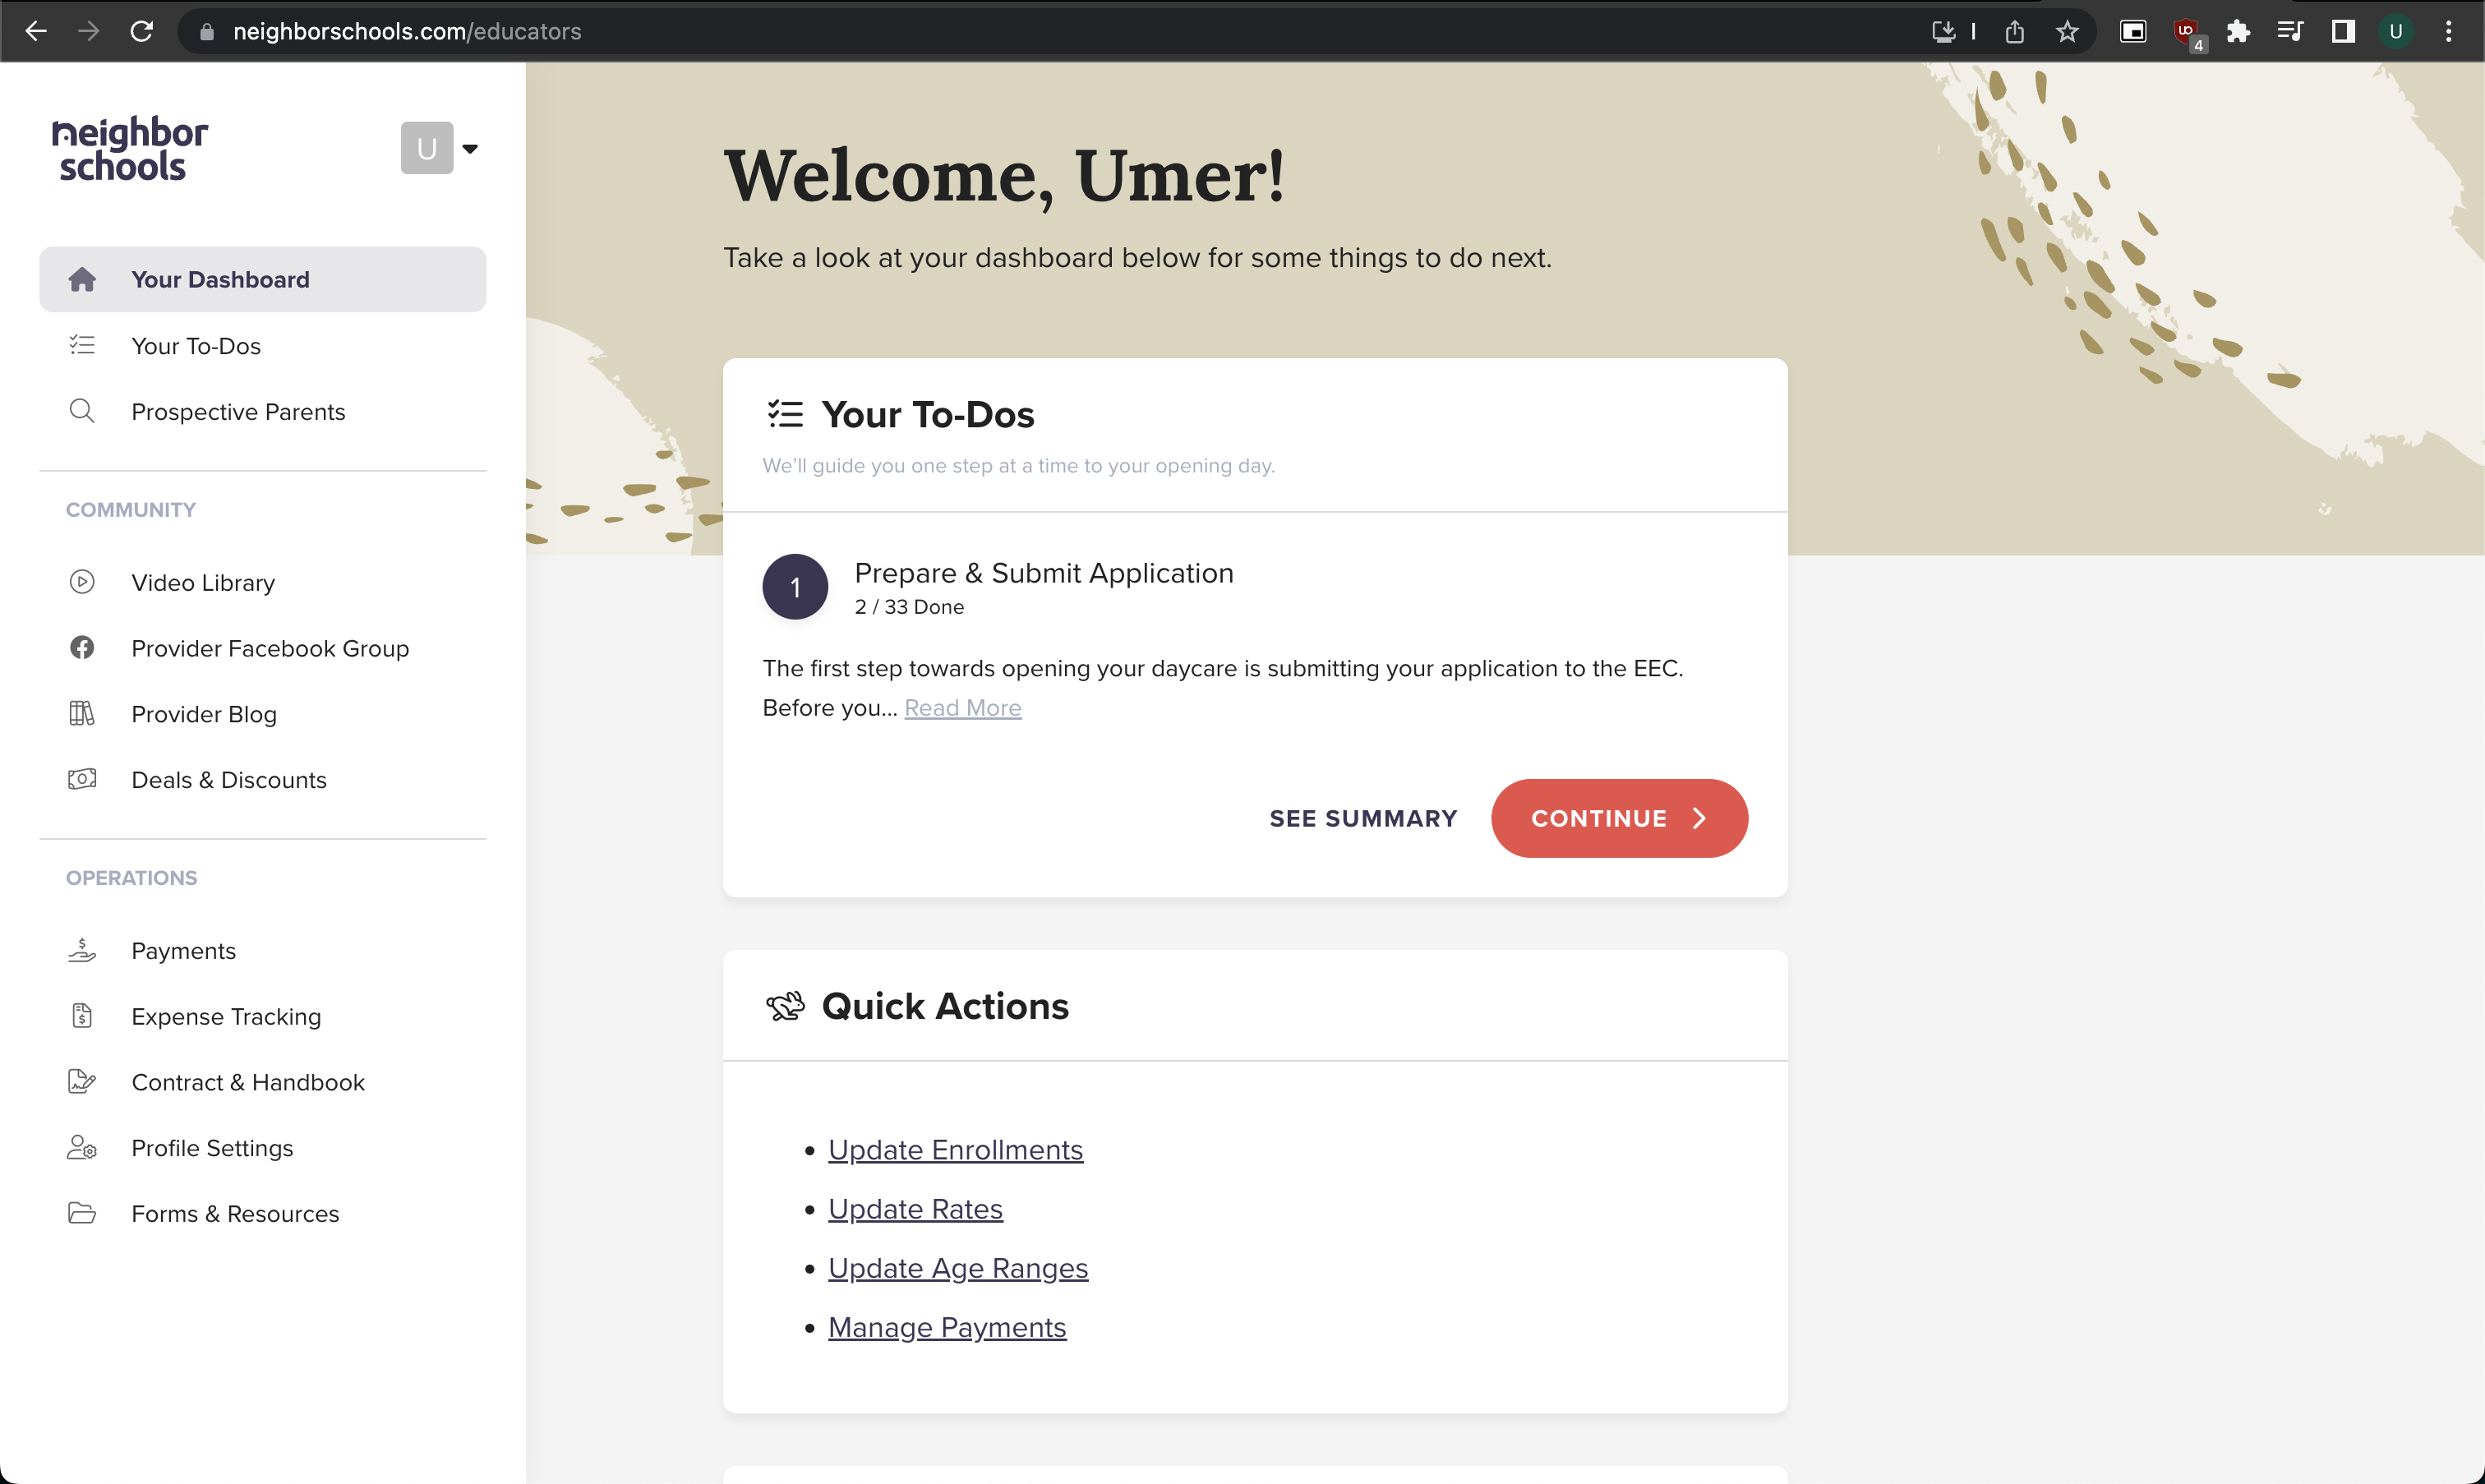 neighborschools.com/educators
4
U
neighbor
schools
U
Your Dashboard
Your To-Dos
Prospective Parents
COMMUNITY
Video Library
Provider Facebook Group
Provider Blog
Deals & Discounts
OPERATIONS
Payments
Expense Tracking
Contract & Handbook
Profile Settings
Forms & Resources
Welcome, Umer!
Take a look at your dashboard below for some things to do next.
Your To-Dos
We'll guide you one step at a time to your opening day.
1
Prepare & Submit Application
2 / 33 Done
The first step towards opening your daycare is submitting your application to the EEC.
Before you... Read More
SEE SUMMARY
CONTINUE
Quick Actions
Update Enrollments
Update Rates
Update Age Ranges
Manage Payments